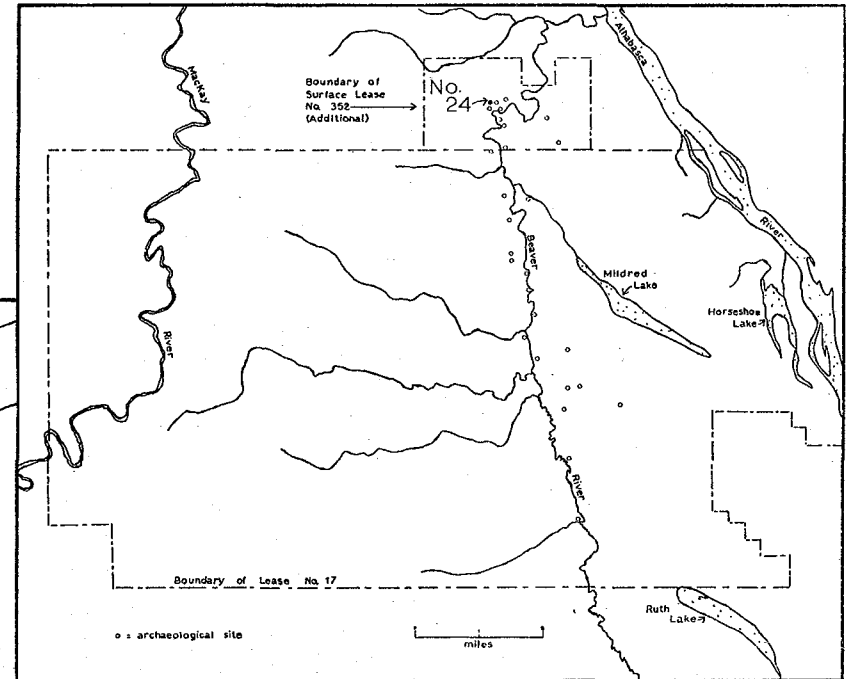 MacKay
River
Boundary of
Surface Lease
No. 352
(Additional)
No.
24
Athabasca
River
Beaver
River
Mildred
Lake
Horseshoe
Lake
Boundary of Lease No. 17
Ruth
Lake
o = archaeological site
miles